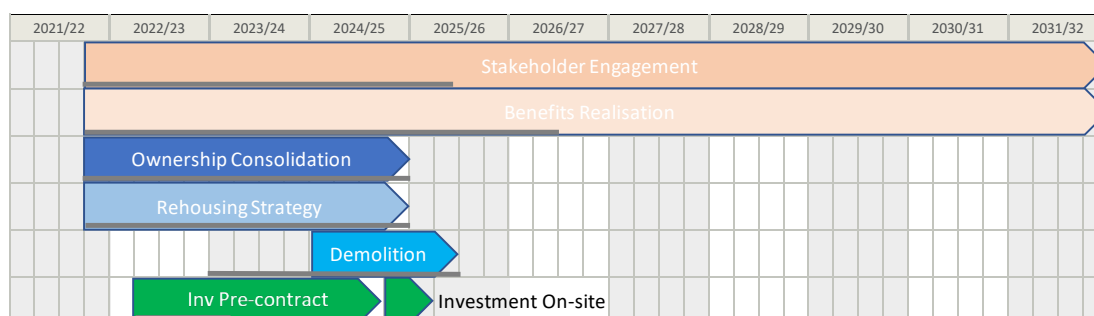 2021/22 2022/23 2023/24 2024/25 2025/26 2026/27 2027/28 2028/29 2029/30 2030/31 2031/32
Stakeholder Engagement
Benefits Realisation
Ownership Consolidation
Rehousing Strategy
Demolition
Inv Pre-contract Investment On-site